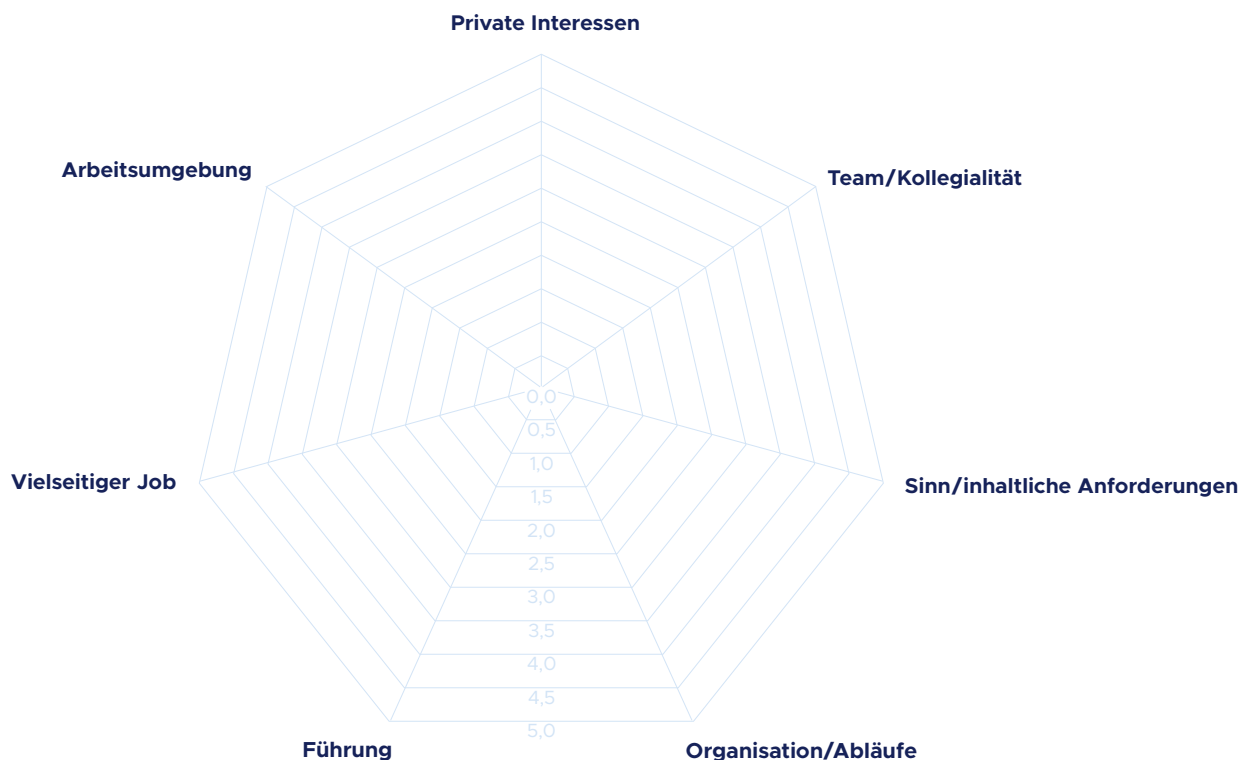 Private Interessen
Arbeitsumgebung
Team/Kollegialität
0,0
0,5
1,0
Vielseitiger Job
Sinn/inhaltliche Anforderungen
1,5
2,0
2,5
3,0
3,5
4,0
4,5
5,0
Führung
Organisation/Abläufe